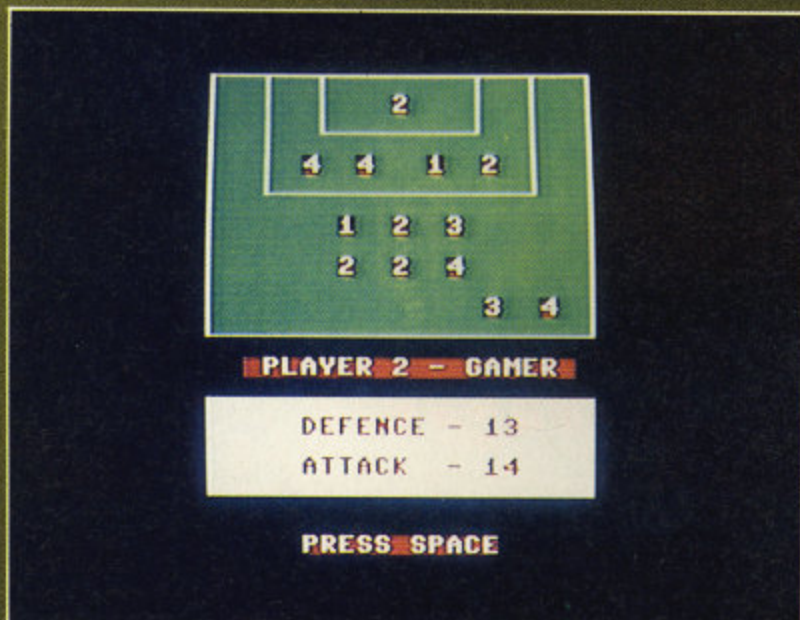 2
4 4 1 2
1 2 3
2 2 4
3 4
PLAYER 2 - GAMER
DEFENCE - 13
ATTACK - 14
PRESS SPACE